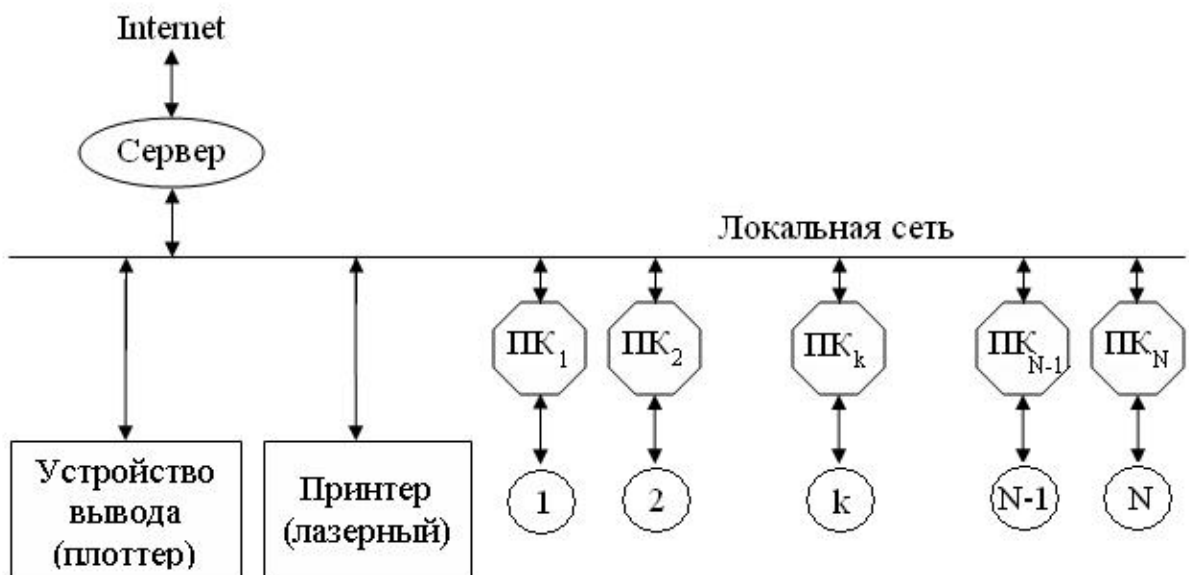 Internet
Сервер
Локальная сеть
ПК1
ПК2
ПКk
ПКN-1
ПКN
Устройство
вывода
(плоттер)
Принтер
(лазерный)
1
2
k
N-1
N